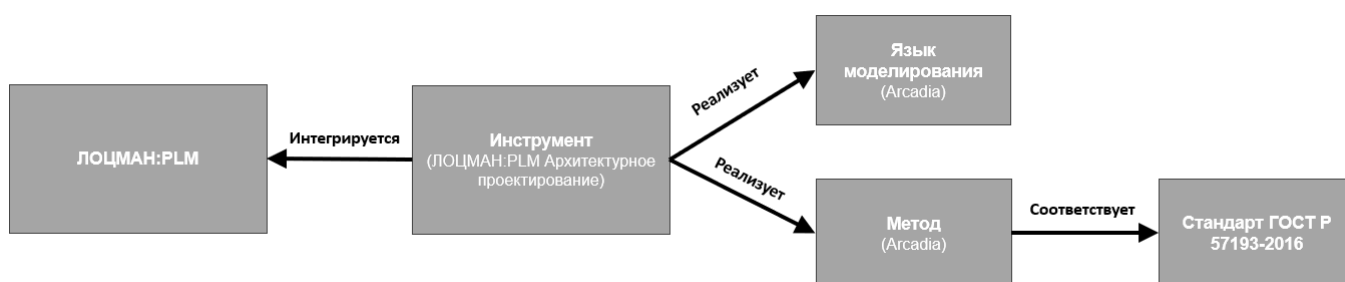 ЛОЦМАН:PLM
Интегрируется
Инструмент
(ЛОЦМАН:PLM Архитектурное
проектирование)
Реализует
Язык
моделирования
(Arcadia)
Реализует
Метод
(Arcadia)
Соответствует
Стандарт ГОСТ Р
57193-2016